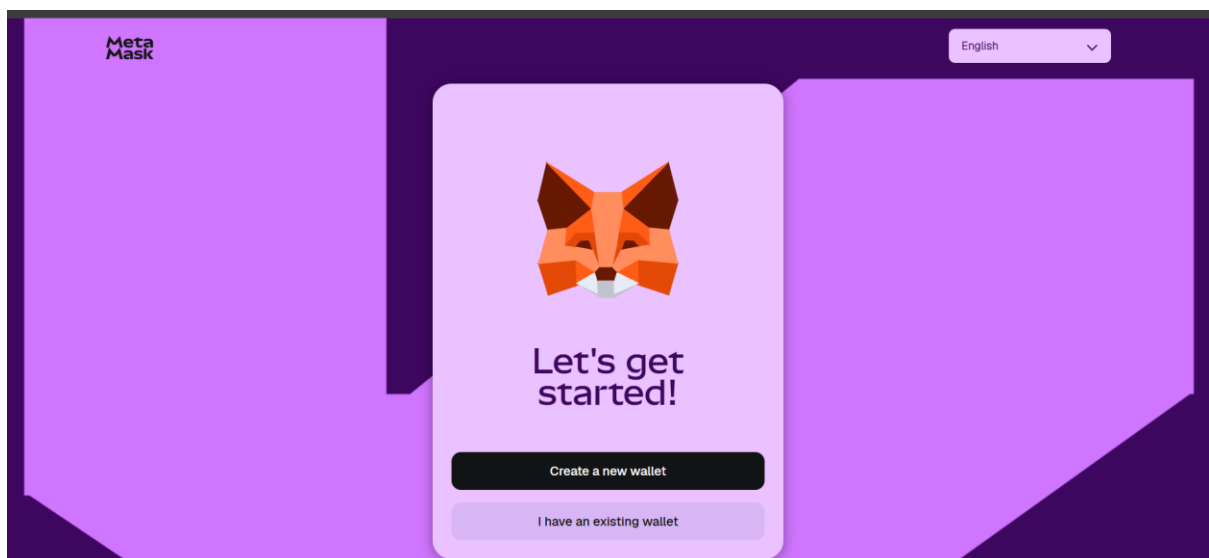 Meta
Mask
English
Let's get
started!
Create a new wallet
I have an existing wallet